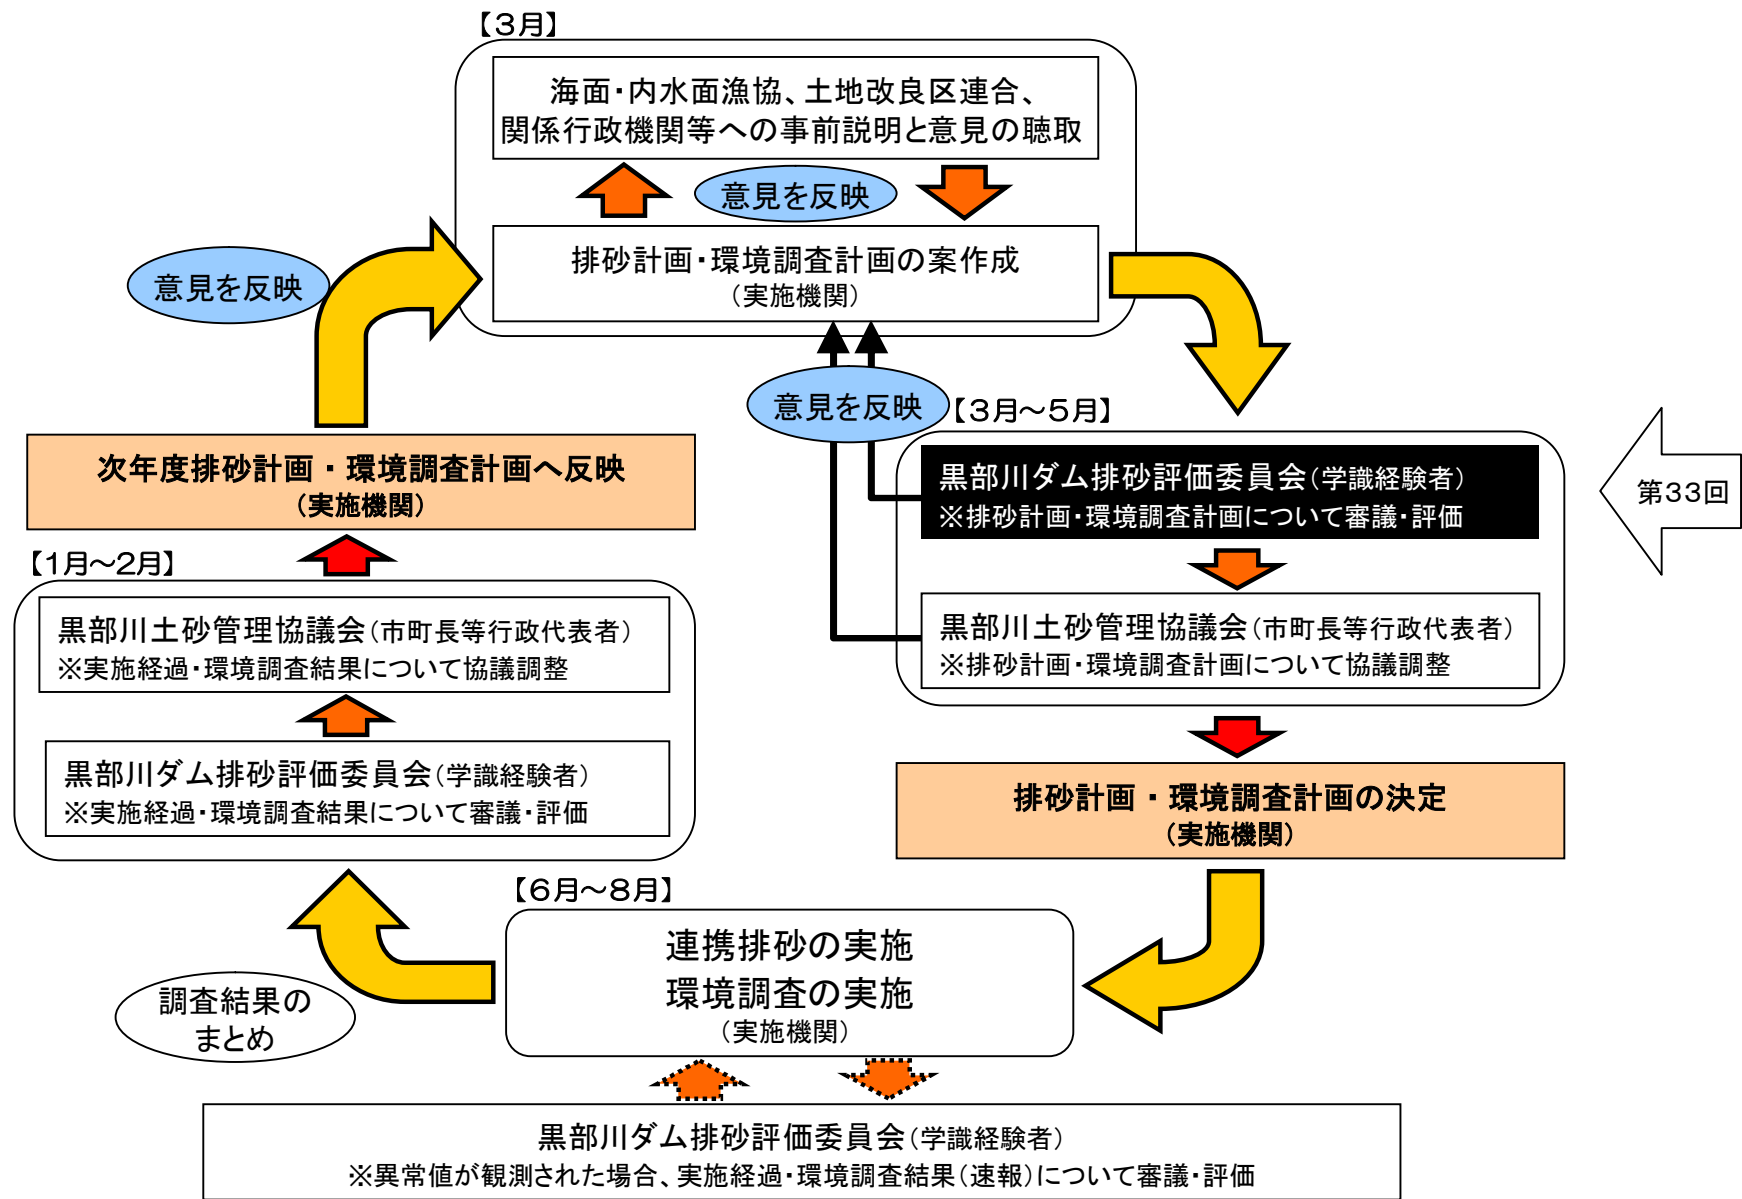 【3月】
海面・内水面漁協、土地改良区連合、
関係行政機関等への事前説明と意見の聴取
意見を反映
排砂計画・環境調査計画の案作成
(実施機関)
意見を反映
意見を反映
【3月～5月】
黒部川ダム排砂評価委員会(学識経験者)
※排砂計画・環境調査計画について審議・評価
第33回
黒部川土砂管理協議会(市町長等行政代表者)
※排砂計画・環境調査計画について協議調整
排砂計画・環境調査計画の決定
(実施機関)
【6月～8月】
連携排砂の実施
環境調査の実施
(実施機関)
黒部川ダム排砂評価委員会(学識経験者)
※異常値が観測された場合、実施経過・環境調査結果(速報)について審議・評価
調査結果の
まとめ
【1月～2月】
黒部川土砂管理協議会(市町長等行政代表者)
※実施経過・環境調査結果について協議調整
黒部川ダム排砂評価委員会(学識経験者)
※実施経過・環境調査結果について審議・評価
次年度排砂計画・環境調査計画へ反映
(実施機関)